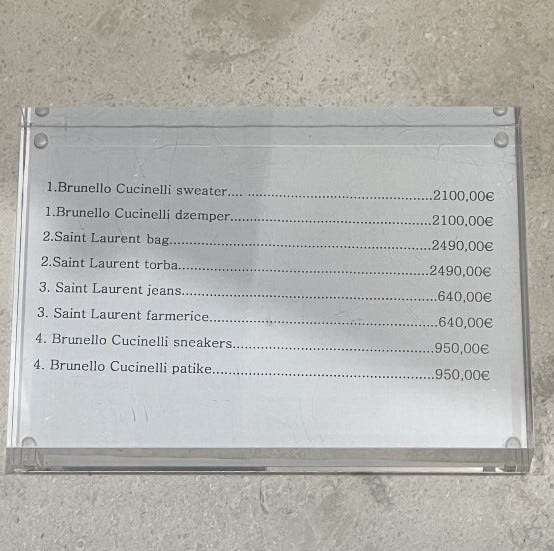 1.Brunello Cucinelli sweater.... ..............................................2100,00€
1.Brunello Cucinelli dzemper..................................................2100,00€
2.Saint Laurent bag.................................................................2490,00€
2.Saint Laurent torba...............................................................2490,00€
3. Saint Laurent jeans................................................................640,00€
3. Saint Laurent farmerice..........................................................640,00€
4. Brunello Cucinelli sneakers....................................................950,00€
4. Brunello Cucinelli patike........................................................950,00€